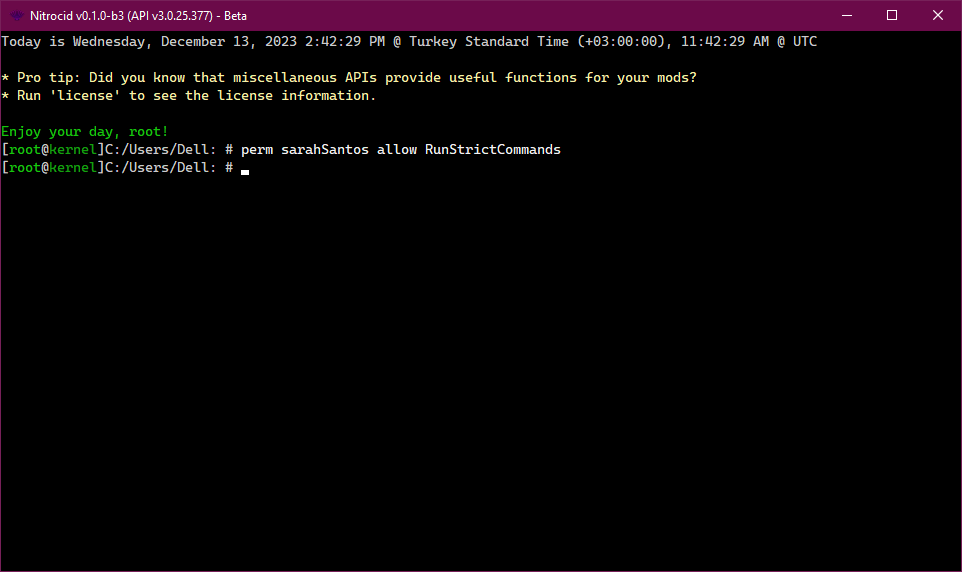 Nitrocid v0.1.0-b3 (API v3.0.25.377) - Beta
Today is Wednesday, December 13, 2023 2:42:29 PM @ Turkey Standard Time (+03:00:00), 11:42:29 AM @ UTC
* Pro tip: Did you know that miscellaneous APIs provide useful functions for your mods?
* Run 'license' to see the license information.
Enjoy your day, root!
[root@kernel]C:/Users/Dell: # perm sarahSantos allow RunStrictCommands
[root@kernel]C:/Users/Dell: #